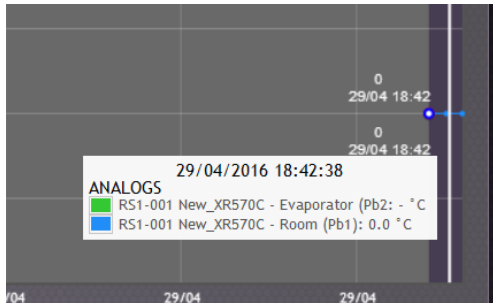 0
29/04 18:42
0
29/04 18:42
29/04/2016 18:42:38
ANALOGS
RS1-001 New_XR570C - Evaporator (Pb2: - ˚C
RS1-001 New_XR570C - Room (Pb1): 0.0 ˚C
/04
29/04
29/04